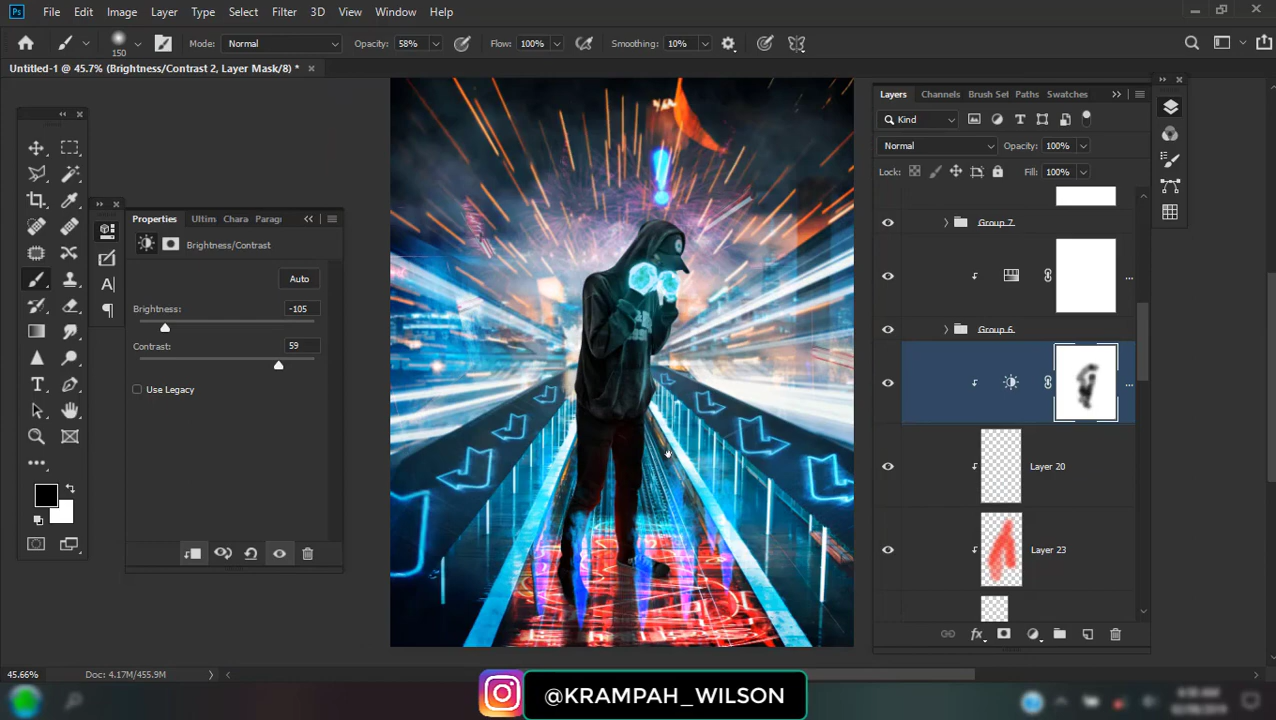 Ps File Edit Image Layer Type Select Filter 3D View Window Help
150 Mode: Normal Opacity: 58% Flow: 100% Smoothing: 10%
Untitled-1 @ 45.7% (Brightness/Contrast 2, Layer Mask/8) *
Properties Ultim Chara Paragr
Brightness/Contrast
Auto
Brightness: -105
Contrast: 59
Use Legacy
Layers Channels Brush Set Paths Swatches
Kind
Normal Opacity: 100%
Lock: Fill: 100%
Group 7
Group 6
Layer 20
Layer 23
45.66% Doc: 4.17M/455.9M
@KRAMPAH_WILSON